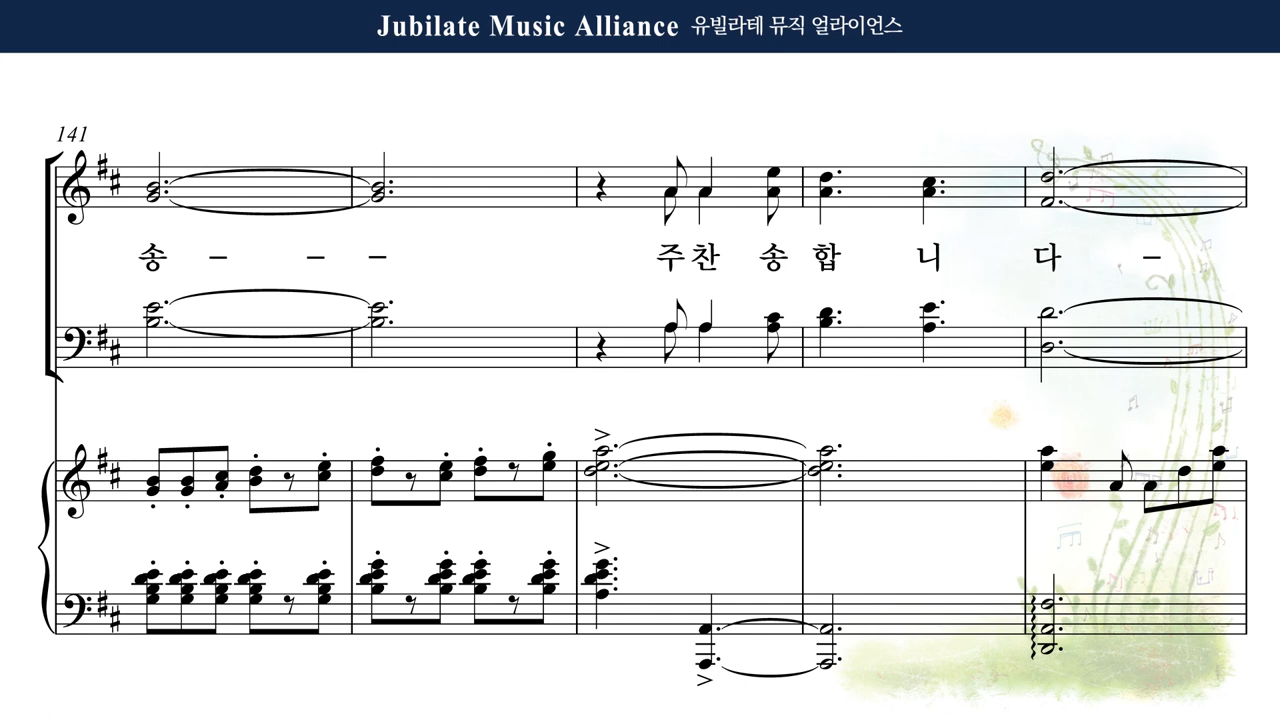 Jubilate Music Alliance 유빌라테 뮤직 얼라이언스
141
송 - - - 주 찬 송 합 니 다 -